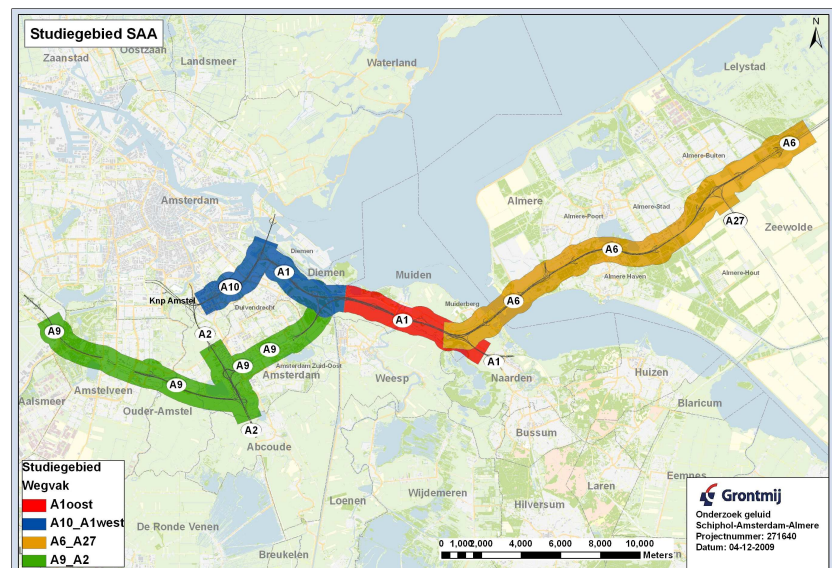 Studiegebied SAA
N
Oostzaan
Zaanstad
Landsmeer
Waterland
Lelystad
A6
Almere-Buiten
Amsterdam
Almere
Almere-Stad
Almere-Poort
A27
Zeewolde
Diemen
A6
A1
Diemen
Muiden
Almere Haven
Almere-Hout
A10
Knp Amstel
Duivendrecht
Muiderberg
A6
A9
A2
A1
A9
A1
A9
Amsterdam Zuid-Oost
Amsterdam
Weesp
Naarden
Huizen
A9
Amstelveen
Aalsmeer
Ouder-Amstel
Blaricum
A2
Bussum
Abcoude
Studiegebied
Wegvak
A1oost
A10_A1west
A6_A27
A9_A2
Eemnes
Laren
Wijdemeren
Loenen
Hilversum
De Ronde Venen
Breukelen
0 1,000 2,000 4,000 6,000 8,000 10,000
Meters
Grontmij
Onderzoek geluid
Schiphol-Amsterdam-Almere
Projectnummer: 271640
Datum: 04-12-2009